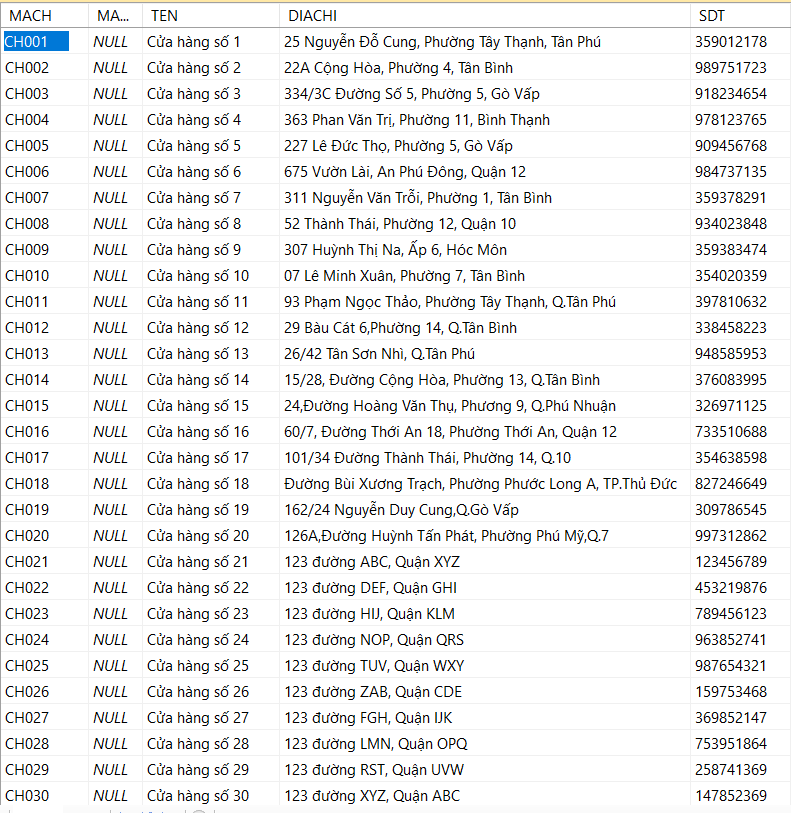 MACH MA... TEN DIACHI SDT
CH001 NULL Cửa hàng số 1 25 Nguyễn Đỗ Cung, Phường Tây Thạnh, Tân Phú 359012178
CH002 NULL Cửa hàng số 2 22A Cộng Hòa, Phường 4, Tân Bình 989751723
CH003 NULL Cửa hàng số 3 334/3C Đường Số 5, Phường 5, Gò Vấp 918234654
CH004 NULL Cửa hàng số 4 363 Phan Văn Trị, Phường 11, Bình Thạnh 978123765
CH005 NULL Cửa hàng số 5 227 Lê Đức Thọ, Phường 5, Gò Vấp 909456768
CH006 NULL Cửa hàng số 6 675 Vườn Lài, An Phú Đông, Quận 12 984737135
CH007 NULL Cửa hàng số 7 311 Nguyễn Văn Trỗi, Phường 1, Tân Bình 359378291
CH008 NULL Cửa hàng số 8 52 Thành Thái, Phường 12, Quận 10 934023848
CH009 NULL Cửa hàng số 9 307 Huỳnh Thị Na, Ấp 6, Hóc Môn 359383474
CH010 NULL Cửa hàng số 10 07 Lê Minh Xuân, Phường 7, Tân Bình 354020359
CH011 NULL Cửa hàng số 11 93 Phạm Ngọc Thảo, Phường Tây Thạnh, Q.Tân Phú 397810632
CH012 NULL Cửa hàng số 12 29 Bàu Cát 6,Phường 14, Q.Tân Bình 338458223
CH013 NULL Cửa hàng số 13 26/42 Tân Sơn Nhì, Q.Tân Phú 948585953
CH014 NULL Cửa hàng số 14 15/28, Đường Cộng Hòa, Phường 13, Q.Tân Bình 376083995
CH015 NULL Cửa hàng số 15 24,Đường Hoàng Văn Thụ, Phương 9, Q.Phú Nhuận 326971125
CH016 NULL Cửa hàng số 16 60/7, Đường Thới An 18, Phường Thới An, Quận 12 733510688
CH017 NULL Cửa hàng số 17 101/34 Đường Thành Thái, Phường 14, Q.10 354638598
CH018 NULL Cửa hàng số 18 Đường Bùi Xương Trạch, Phường Phước Long A, TP.Thủ Đức 827246649
CH019 NULL Cửa hàng số 19 162/24 Nguyễn Duy Cung,Q.Gò Vấp 309786545
CH020 NULL Cửa hàng số 20 126A,Đường Huỳnh Tấn Phát, Phường Phú Mỹ,Q.7 997312862
CH021 NULL Cửa hàng số 21 123 đường ABC, Quận XYZ 123456789
CH022 NULL Cửa hàng số 22 123 đường DEF, Quận GHI 453219876
CH023 NULL Cửa hàng số 23 123 đường HIJ, Quận KLM 789456123
CH024 NULL Cửa hàng số 24 123 đường NOP, Quận QRS 963852741
CH025 NULL Cửa hàng số 25 123 đường TUV, Quận WXY 987654321
CH026 NULL Cửa hàng số 26 123 đường ZAB, Quận CDE 159753468
CH027 NULL Cửa hàng số 27 123 đường FGH, Quận IJK 369852147
CH028 NULL Cửa hàng số 28 123 đường LMN, Quận OPQ 753951864
CH029 NULL Cửa hàng số 29 123 đường RST, Quận UVW 258741369
CH030 NULL Cửa hàng số 30 123 đường XYZ, Quận ABC 147852369